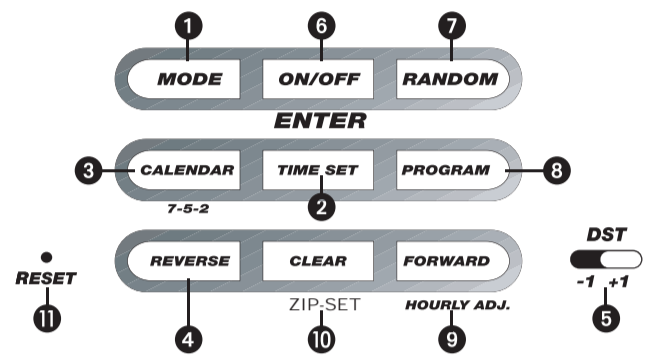 1 6 7
MODE ON/OFF RANDOM
ENTER
3 CALENDAR TIME SET PROGRAM 8
7-5-2 2
DST
REVERSE CLEAR FORWARD
RESET -1 +1
ZIP-SET HOURLY ADJ.
11 4 10 9 5